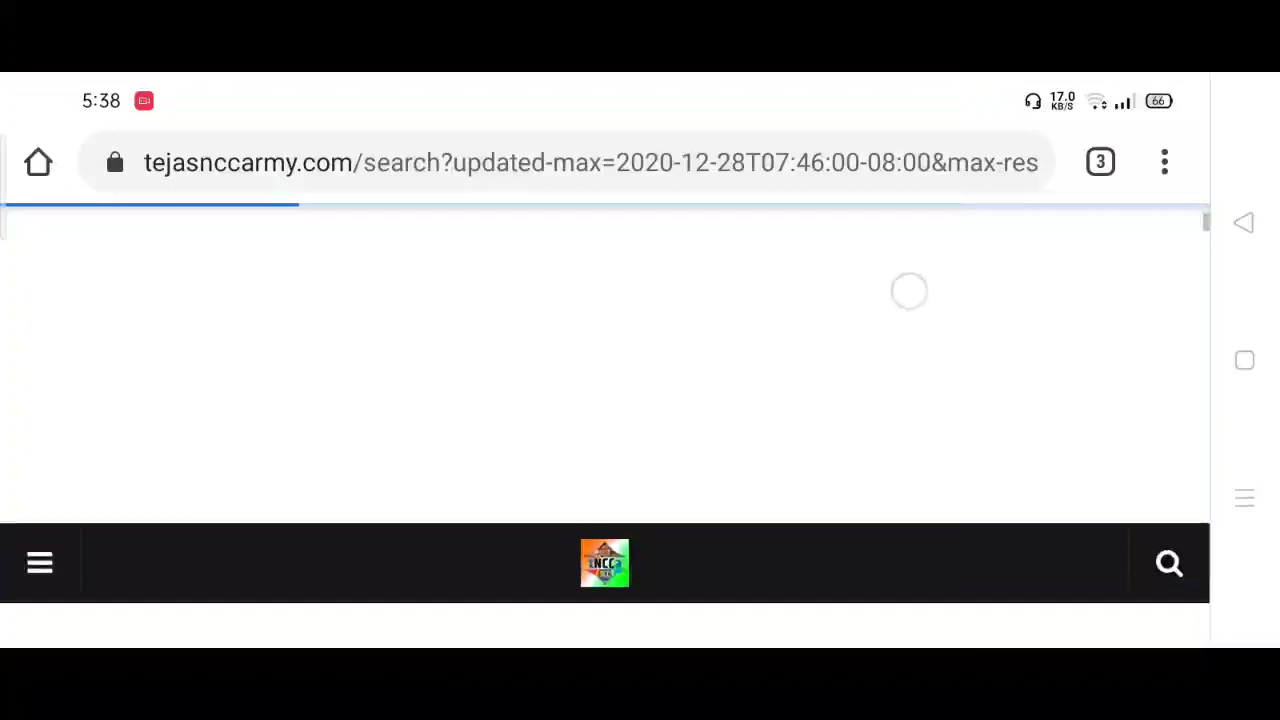 5:38
17.0
KB/S
66
tejasnccarmy.com/search?updated-max=2020-12-28T07:46:00-08:00&max-res
3
NCC